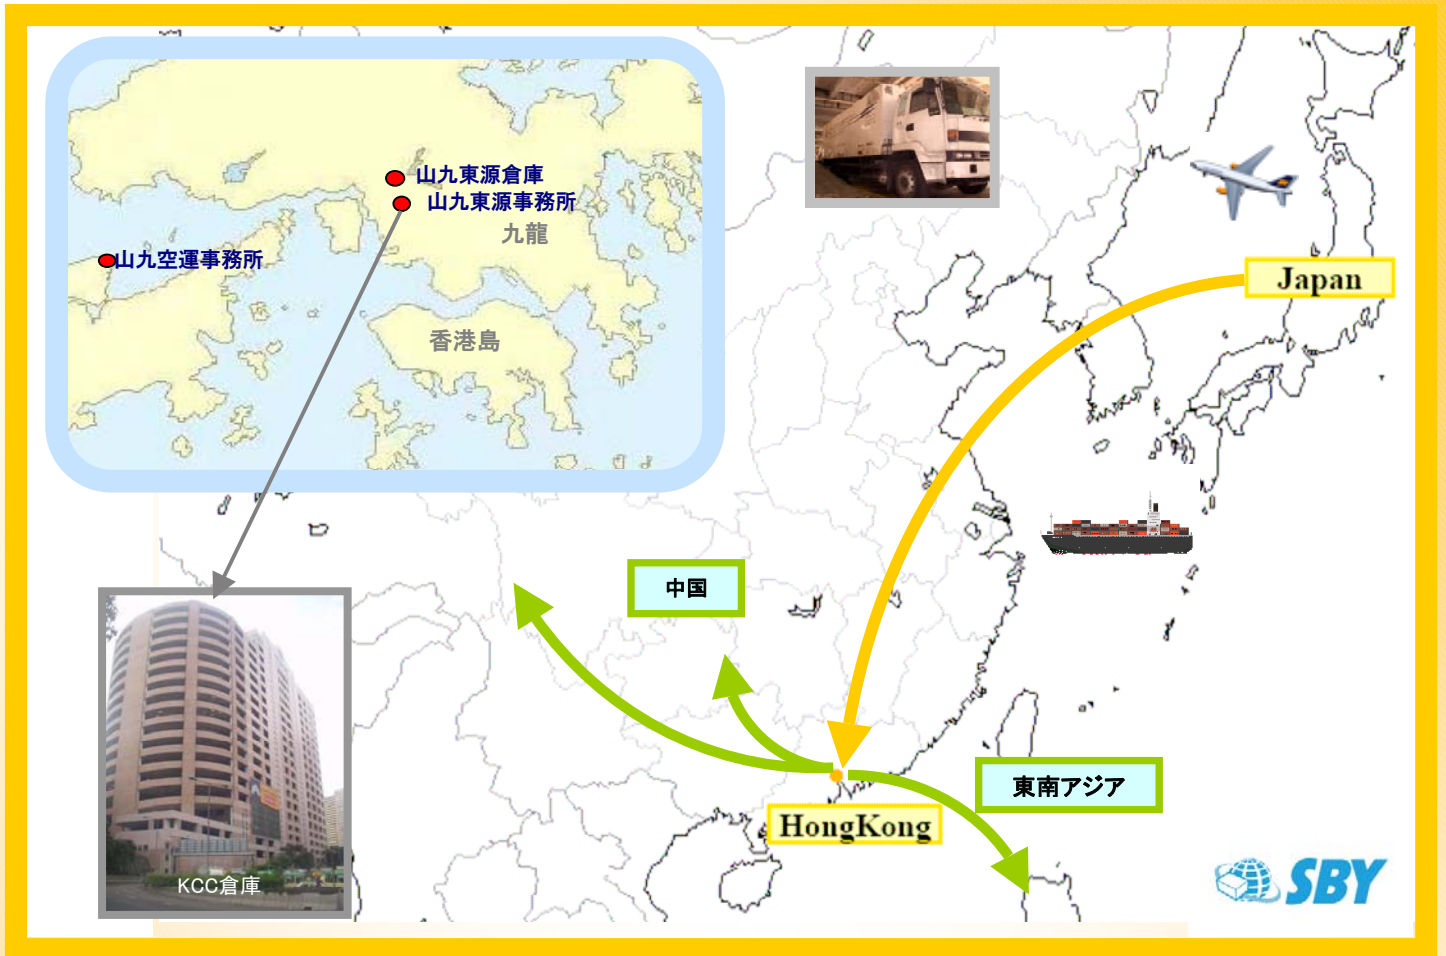 山九東源倉庫
山九東源事務所
九龍
山九空運事務所
香港島
Japan
中国
東南アジア
HongKong
KCC倉庫
SBY